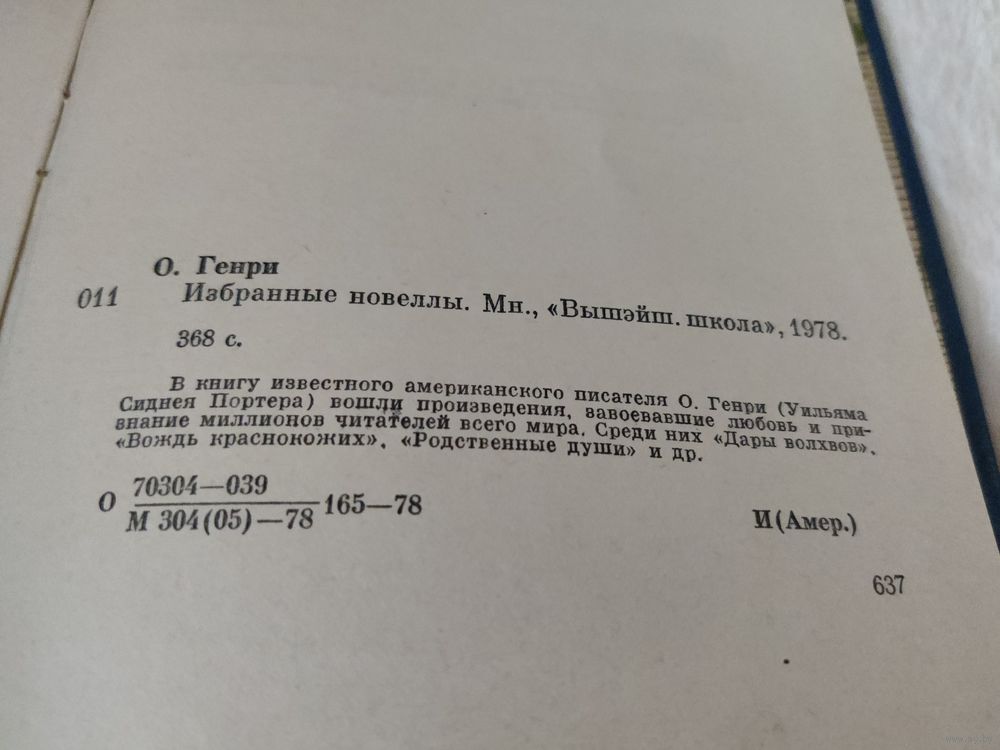 О. Генри
011 Избранные новеллы. Мн., «Вышэйш. школа», 1978.
368 с.
В книгу известного американского писателя О. Генри (Уильяма
Сиднея Портера) вошли произведения, завоевавшие любовь и при-
внание миллионов читателей всего мира. Среди них «Дары волхвов»,
«Вождь краснокожих», «Родственные души» и др.
О 70304—039
М 304(05)—78 165—78
И(Амер.)
637